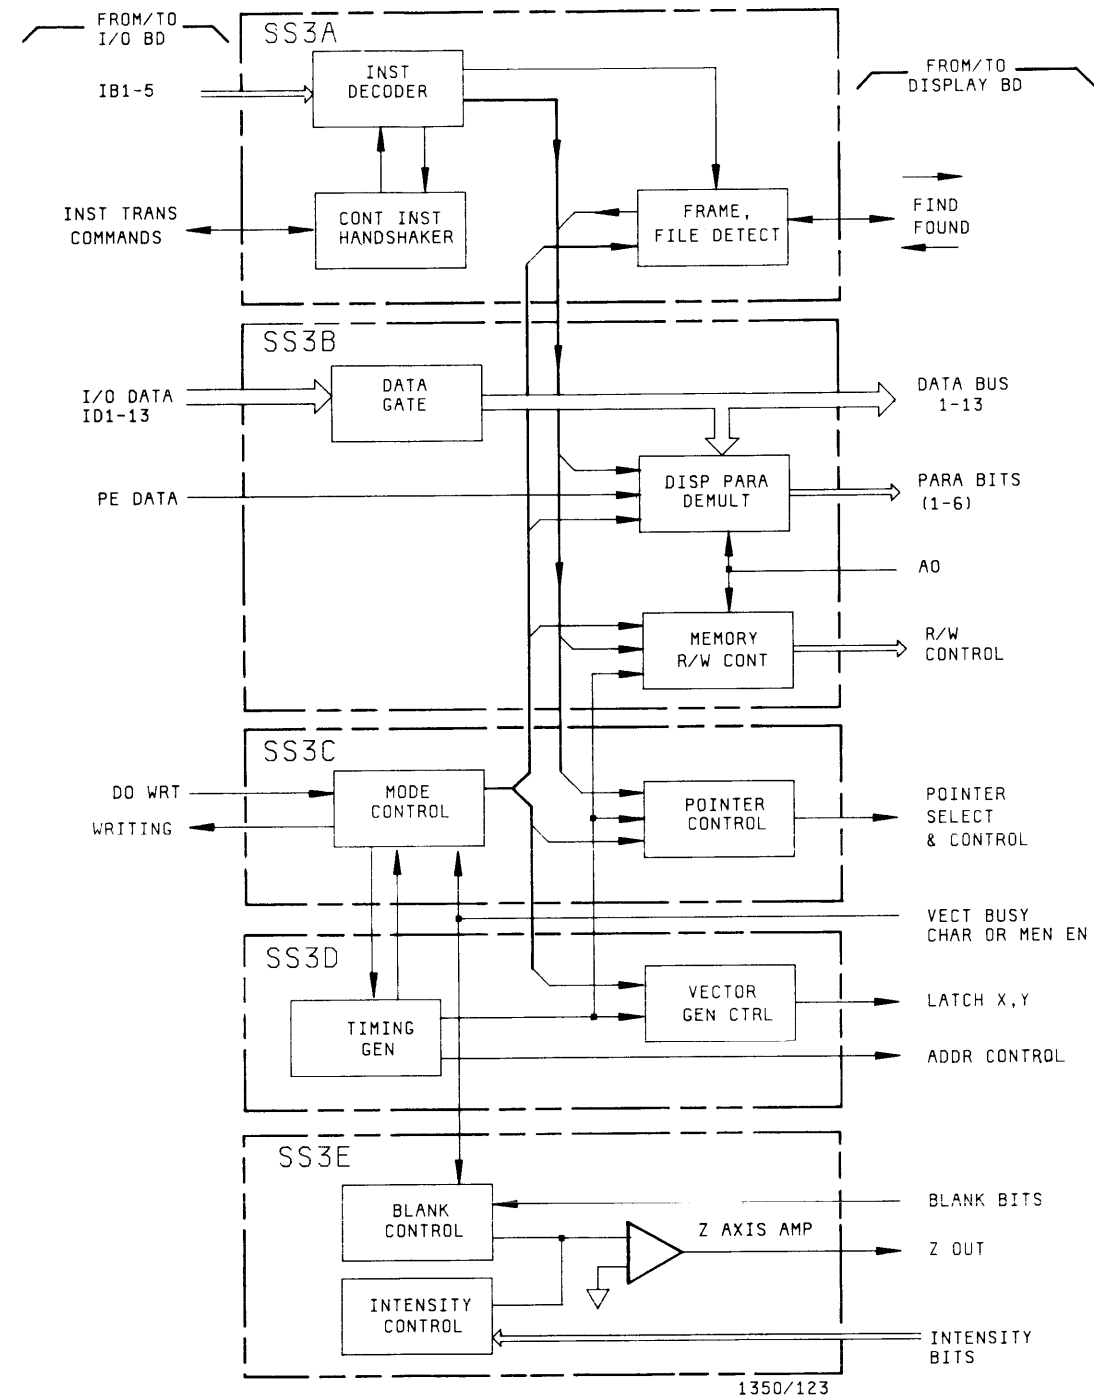 FROM/TO
I/O BD
SS3A
INST
DECODER
IB1-5
FROM/TO
DISPLAY BD
INST TRANS
COMMANDS
CONT INST
HANDSHAKER
FRAME,
FILE DETECT
FIND
FOUND
SS3B
I/O DATA
ID1-13
DATA
GATE
DATA BUS
1-13
PE DATA
DISP PARA
DEMULT
PARA BITS
(1-6)
A0
MEMORY
R/W CONT
R/W
CONTROL
SS3C
DO WRT
WRITING
MODE
CONTROL
POINTER
CONTROL
POINTER
SELECT
& CONTROL
VECT BUSY
CHAR OR MEN EN
SS3D
TIMING
GEN
VECTOR
GEN CTRL
LATCH X,Y
ADDR CONTROL
SS3E
BLANK
CONTROL
BLANK BITS
Z AXIS AMP
Z OUT
INTENSITY
CONTROL
INTENSITY
BITS
1350/123